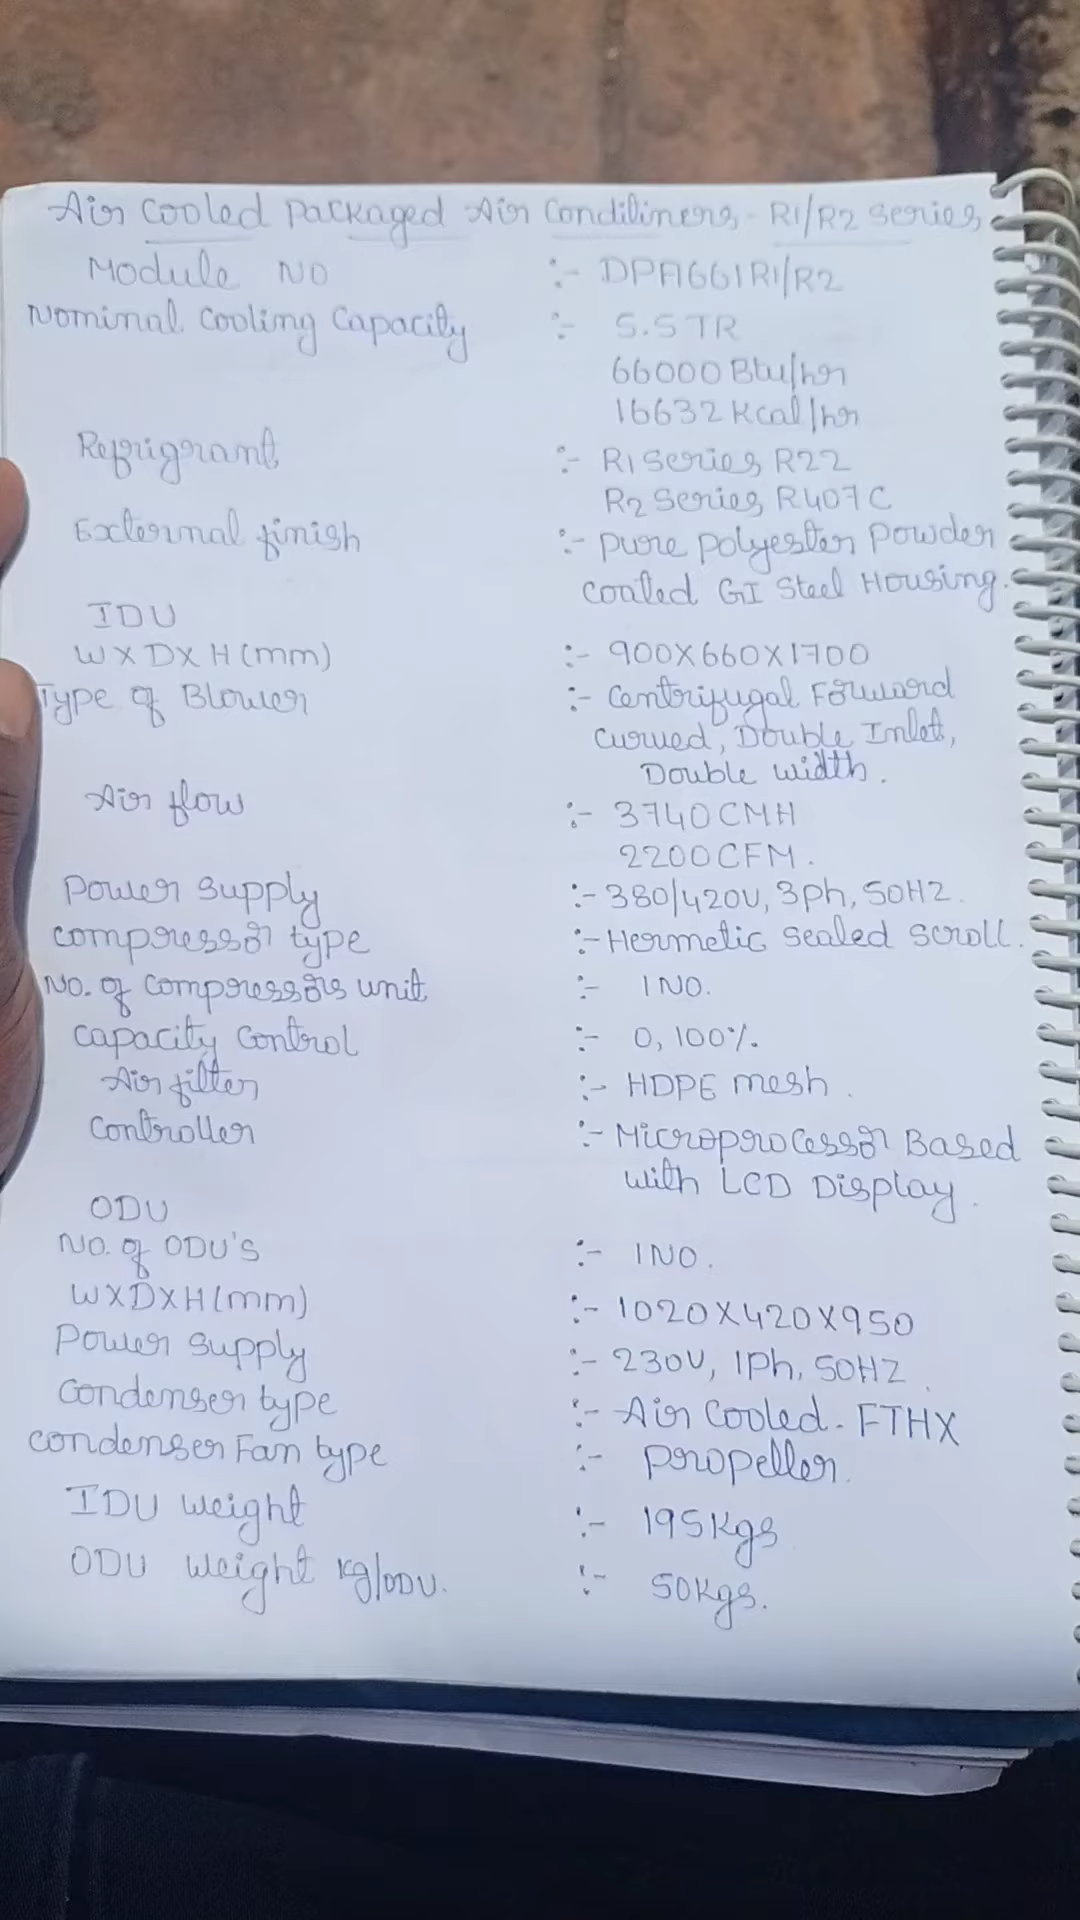 Air Cooled Packaged Air Condiliners - R1/R2 Series
Module No :- DPA661R1/R2
Nominal Cooling Capacity :- 5.5TR
66000 Btu/hr
16632 Kcal/hr
Refrigrant :- R1 Series R22
R2 Series R407C
External finish :- Pure Polyester Powder
Coated GI Steel Housing.
IDU
WXDXH(mm) :- 900X660X1700
Type of Blower :- Centrifugal Forward
Curved, Double Inlet,
Double width.
Air flow :- 3740CMH
2200CFM.
Power supply :- 380/420V, 3Ph, 50HZ.
Compressor type :- Hermetic Sealed Scroll.
No. of Compressors unit :- 1NO.
Capacity Control :- 0, 100%.
Air filter :- HDPE mesh.
Controller :- Microprocessor Based
with LCD Display.
ODU
No. of ODU'S :- 1NO.
WXDXH(mm) :- 1020X420X950
Power supply :- 230V, 1Ph, 50HZ.
Condenser type :- Air Cooled - FTHX
Condenser Fan type :- Propeller.
IDU weight :- 195Kgs
ODU weight kg/ODU. :- 50Kgs.